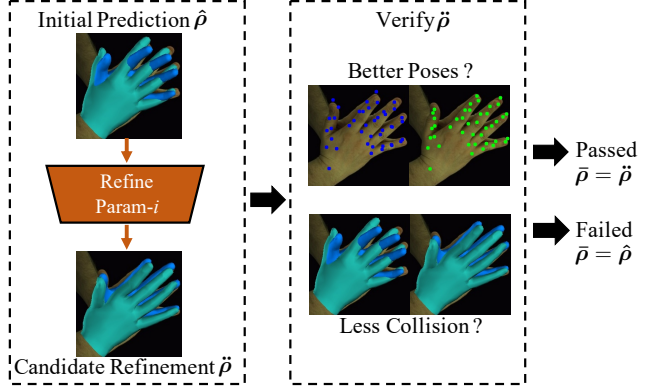 Initial Prediction ρ̂
Refine
Param-i
Candidate Refinement ρ̈
Verify ρ̈
Better Poses ?
Less Collision ?
Passed
ρ̄ = ρ̈
Failed
ρ̄ = ρ̂